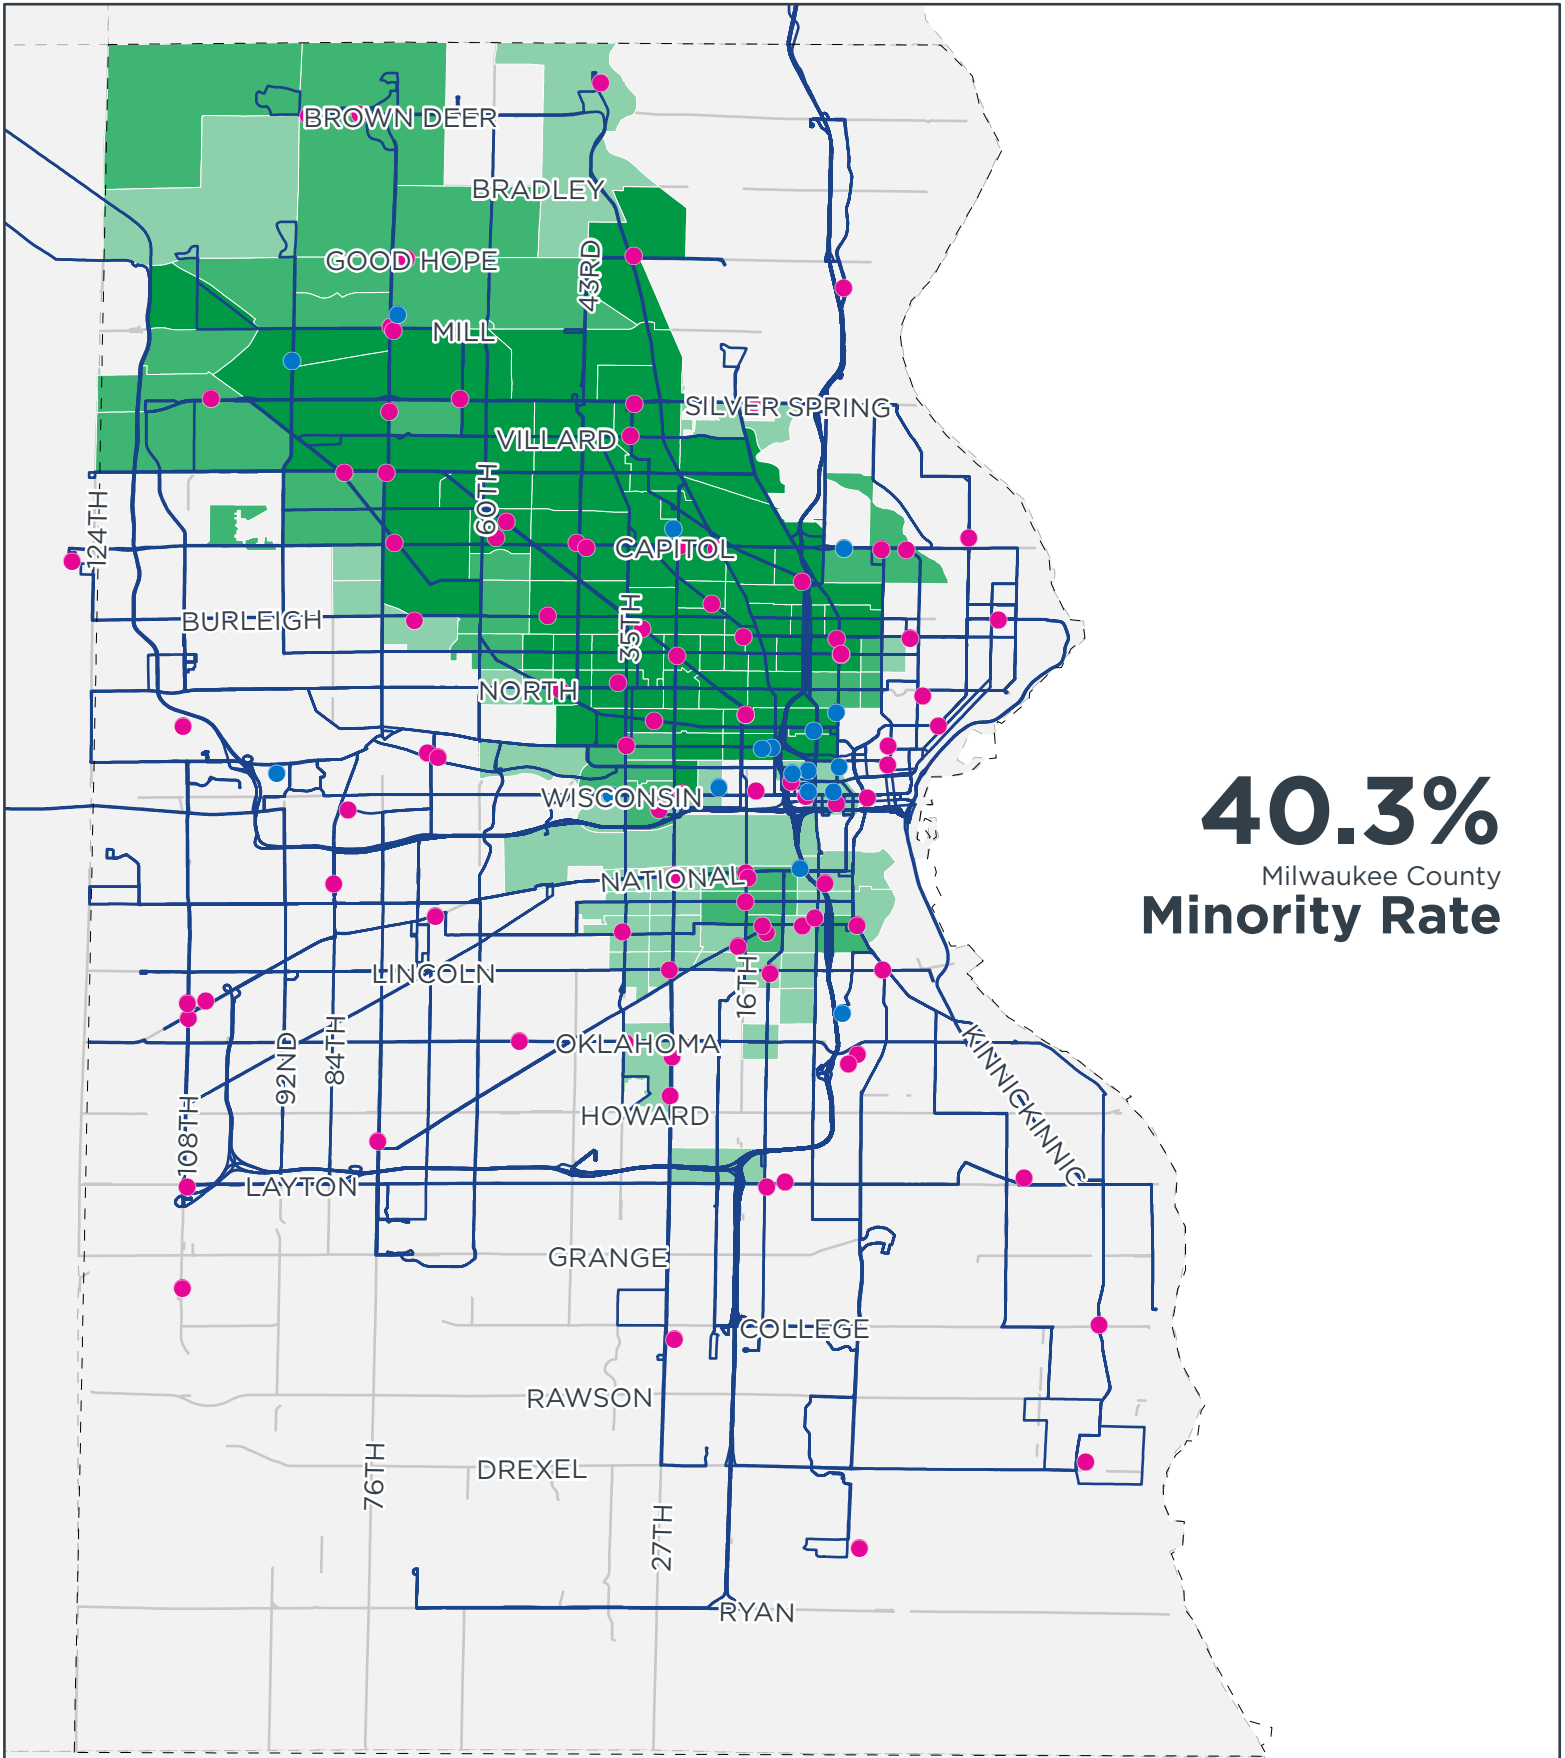 BROWN DEER
BRADLEY
GOOD HOPE
43RD
MILL
SILVER SPRING
VILLARD
60TH
124TH
CAPITOL
BURLEIGH
35TH
NORTH
WISCONSIN
40.3%
Milwaukee County
Minority Rate
NATIONAL
LINCOLN
16TH
OKLAHOMA
92ND
84TH
KINNICKINNIC
HOWARD
108TH
LAYTON
GRANGE
COLLEGE
RAWSON
76TH
DREXEL
27TH
RYAN